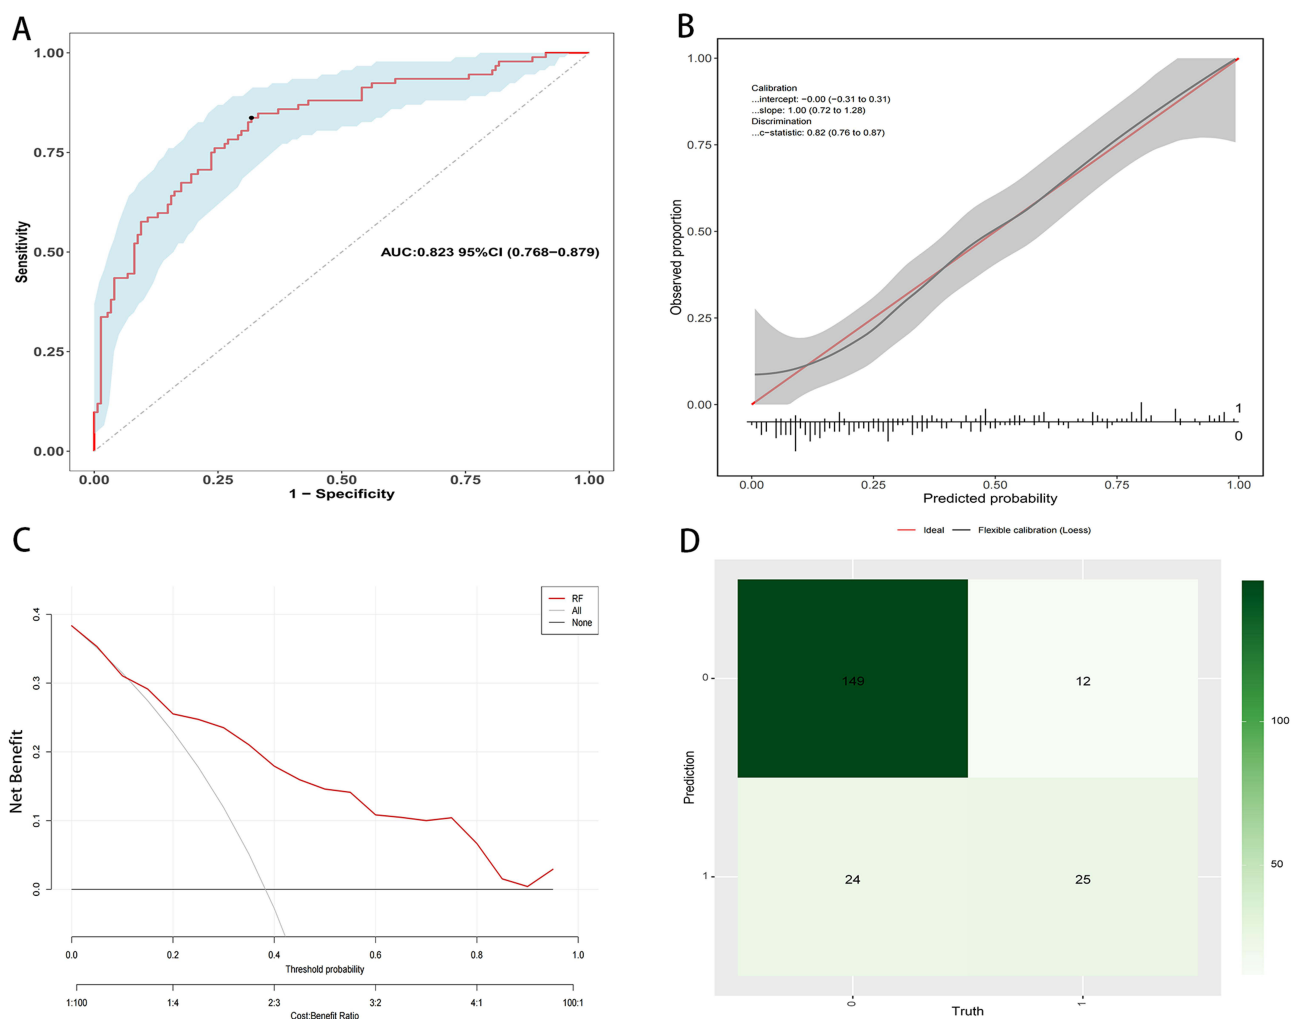 A
1.00
0.75
0.50
0.25
0.00
Sensitivity
AUC:0.823 95%CI (0.768−0.879)
0.00 0.25 0.50 0.75 1.00
1 − Specificity
B
1.00
0.75
0.50
0.25
0.00
Observed proportion
Calibration
...intercept: −0.00 (−0.31 to 0.31)
...slope: 1.00 (0.72 to 1.28)
Discrimination
...c−statistic: 0.82 (0.76 to 0.87)
1
0
0.00 0.25 0.50 0.75 1.00
Predicted probability
Ideal Flexible calibration (Loess)
C
0.4
0.3
0.2
0.1
0.0
Net Benefit
RF
All
None
0.0 0.2 0.4 0.6 0.8 1.0
Threshold probability
1:100 1:4 2:3 3:2 4:1 100:1
Cost:Benefit Ratio
D
0
1
Prediction
149 12
24 25
0 1
Truth
100
50